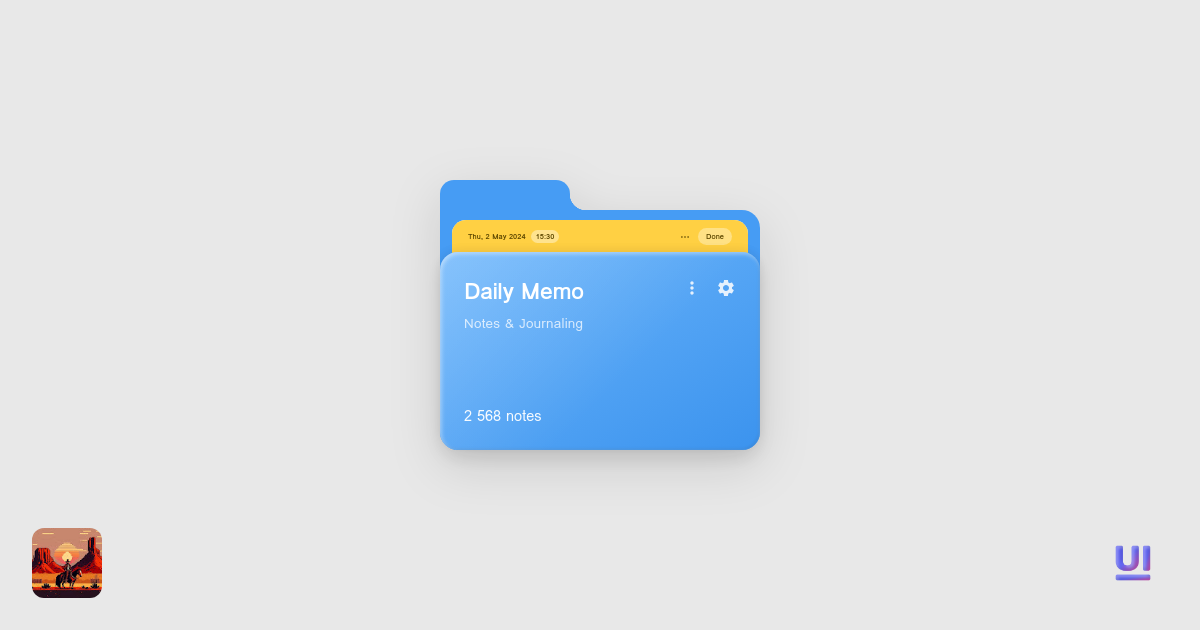 Thu, 2 May 2024 15:30 ··· Done
Daily Memo
Notes & Journaling
2 568 notes
UI